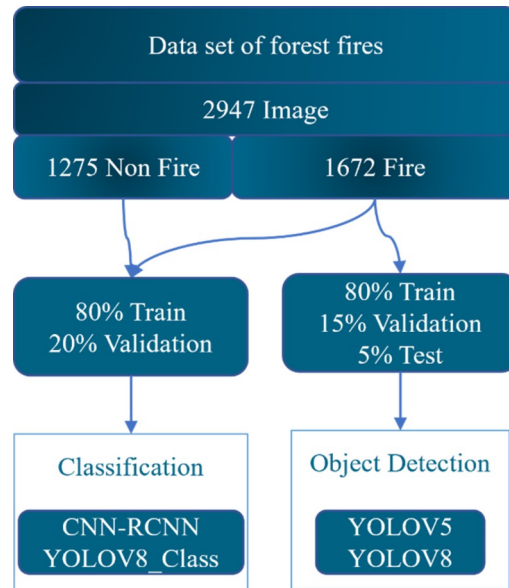 Data set of forest fires
2947 Image
1275 Non Fire
1672 Fire
80% Train
20% Validation
80% Train
15% Validation
5% Test
Classification
CNN-RCNN
YOLOV8_Class
Object Detection
YOLOV5
YOLOV8